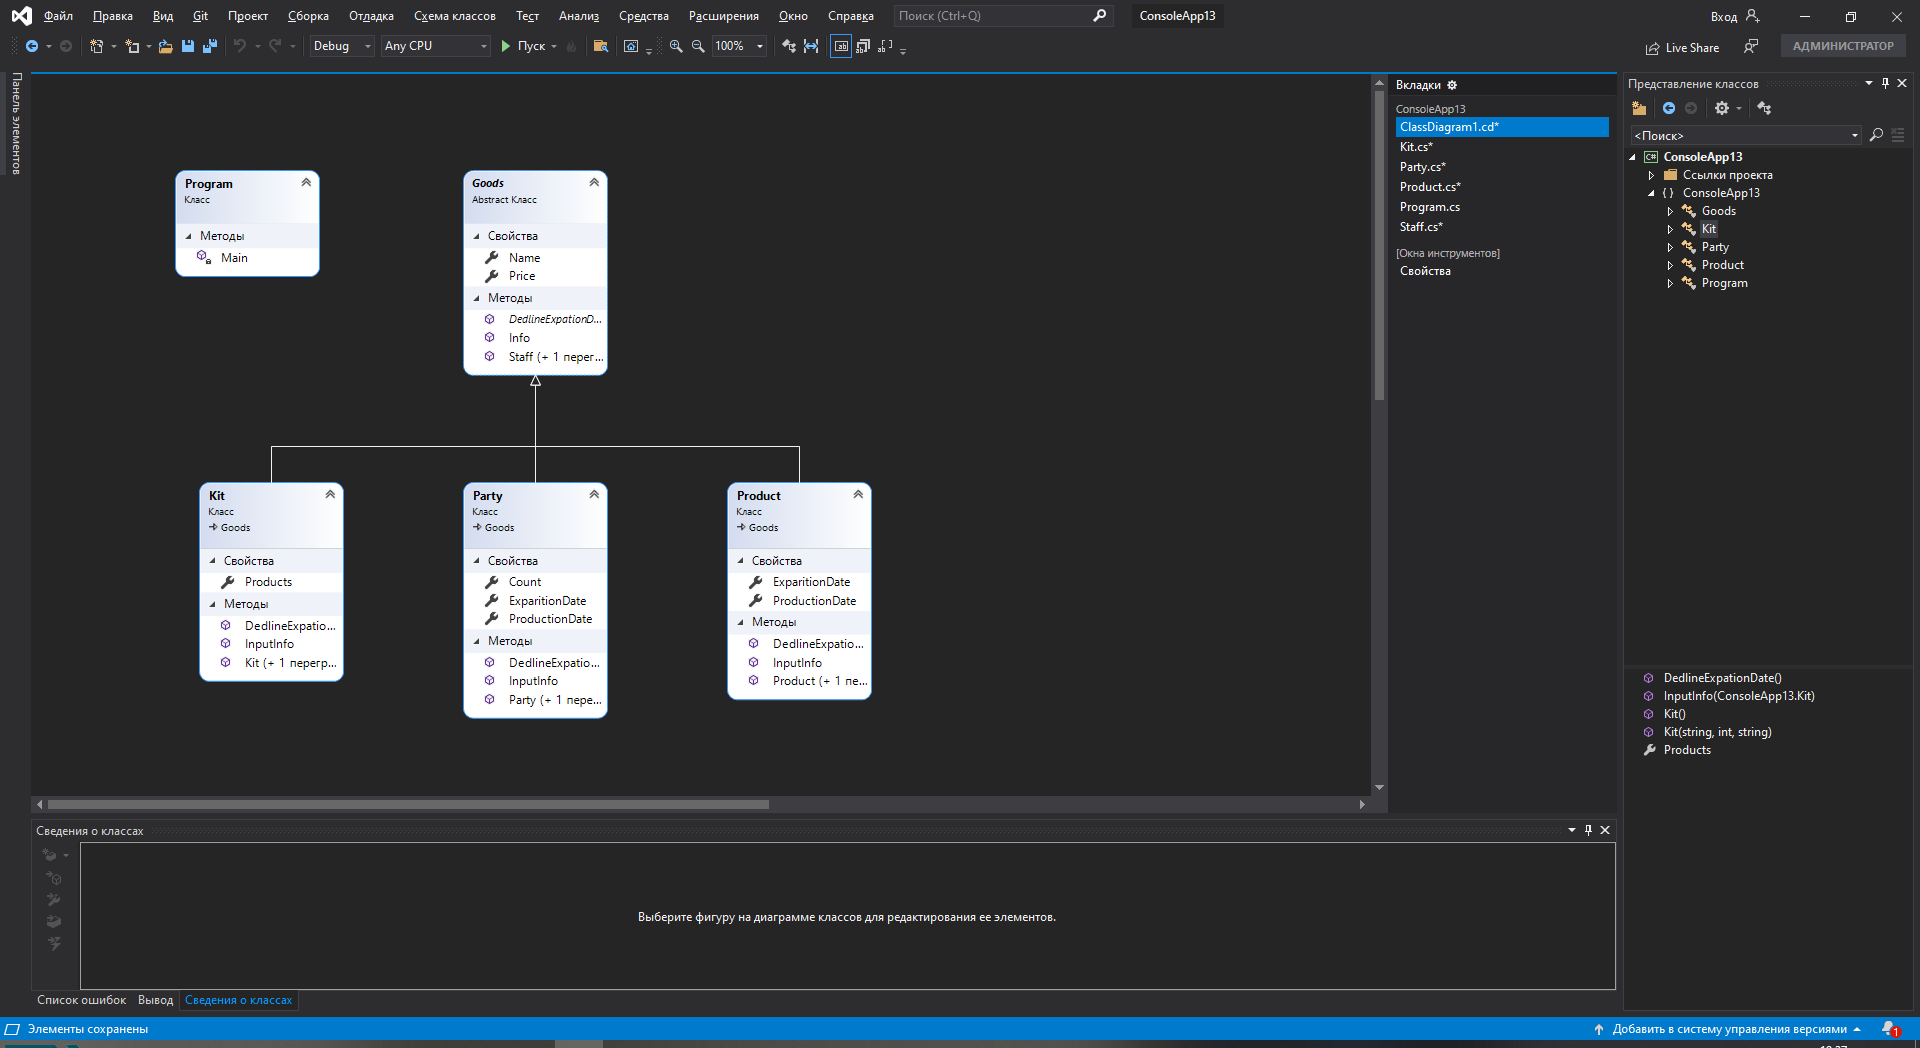 Файл Правка Вид Git Проект Сборка Отладка Схема классов Тест Анализ Средства Расширения Окно Справка Поиск (Ctrl+Q) ConsoleApp13 Вход
Debug Any CPU Пуск 100% Live Share АДМИНИСТРАТОР
Панель элементов
Program
Класс
Методы
Main
Goods
Abstract Класс
Свойства
Name
Price
Методы
DedlineExpationD...
Info
Staff (+ 1 перег...
Kit
Класс
Goods
Свойства
Products
Методы
DedlineExpatio...
InputInfo
Kit (+ 1 перегр...
Party
Класс
Goods
Свойства
Count
ExparitionDate
ProductionDate
Методы
DedlineExpatio...
InputInfo
Party (+ 1 пере...
Product
Класс
Goods
Свойства
ExparitionDate
ProductionDate
Методы
DedlineExpatio...
InputInfo
Product (+ 1 пе...
Вкладки
ConsoleApp13
ClassDiagram1.cd*
Kit.cs*
Party.cs*
Product.cs*
Program.cs
Staff.cs*
[Окна инструментов]
Свойства
Представление классов
<Поиск>
C# ConsoleApp13
Ссылки проекта
{ } ConsoleApp13
Goods
Kit
Party
Product
Program
DedlineExpationDate()
InputInfo(ConsoleApp13.Kit)
Kit()
Kit(string, int, string)
Products
Сведения о классах
Выберите фигуру на диаграмме классов для редактирования ее элементов.
Список ошибок Вывод Сведения о классах
Элементы сохранены Добавить в систему управления версиями 1